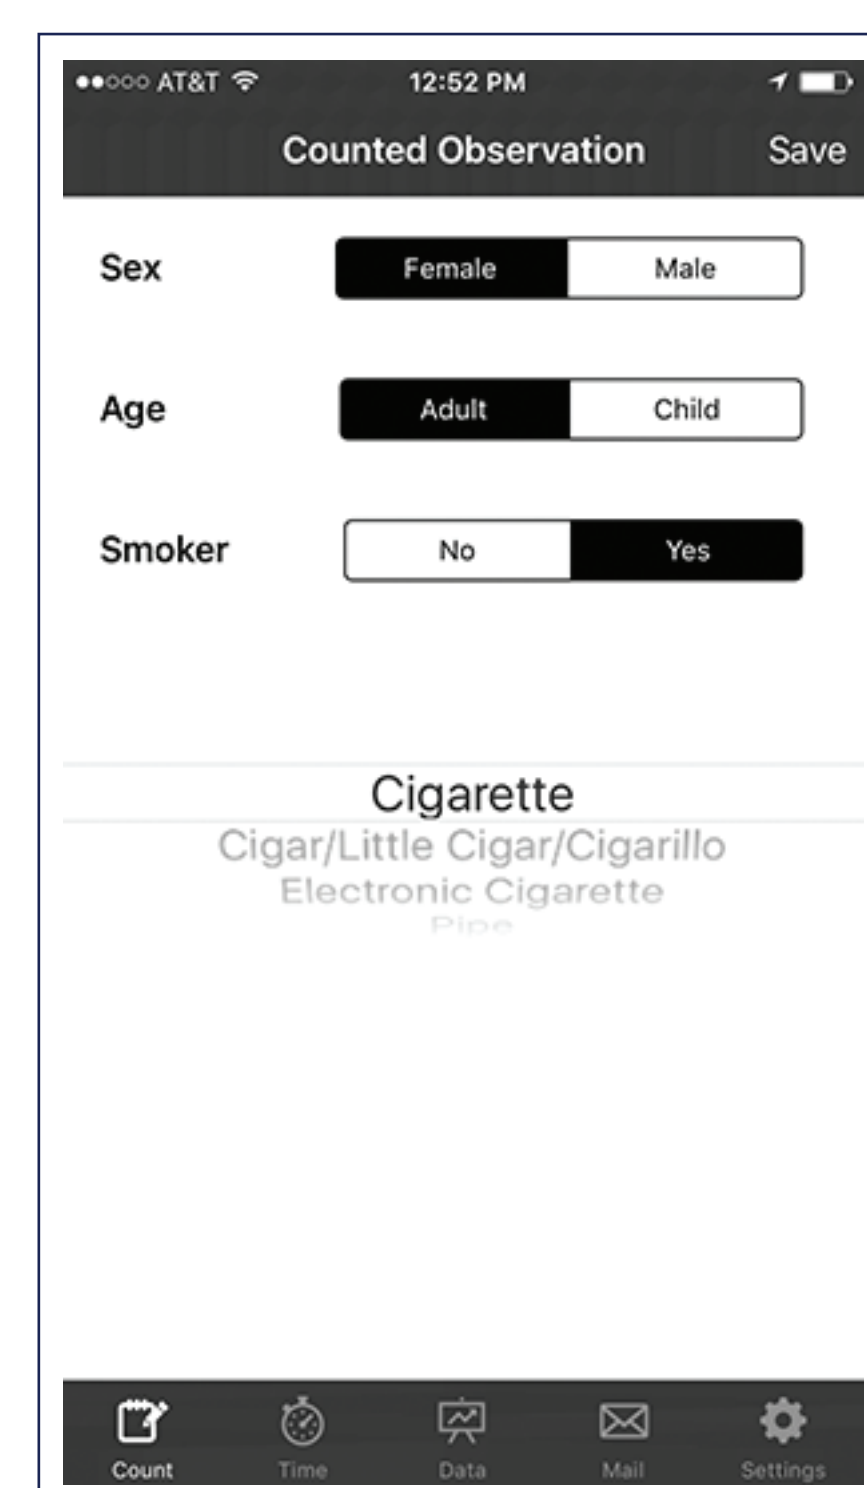 AT&T 12:52 PM
Counted Observation Save
Sex Female Male
Age Adult Child
Smoker No Yes
Cigarette
Cigar/Little Cigar/Cigarillo
Electronic Cigarette
Pipe
Count Time Data Mail Settings